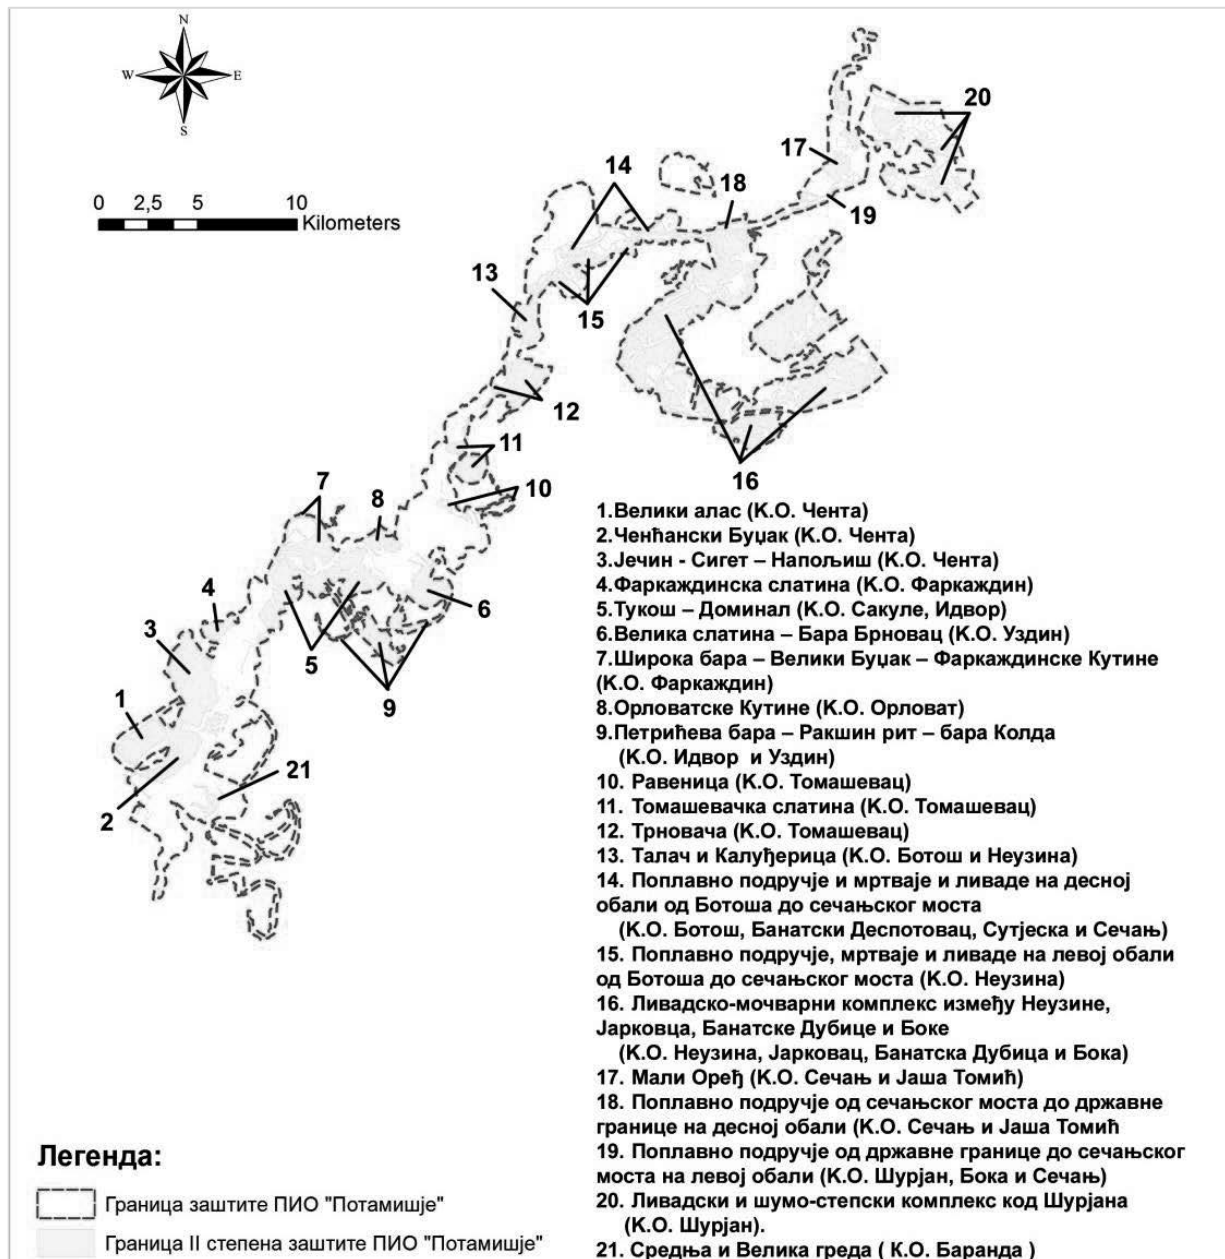 N
W E
S
0 2,5 5 10
Kilometers
20
17
14
18
19
13
15
12
11
16
10
7
8
4
6
3
5
9
1
21
2
1.Велики алас (К.О. Чента)
2.Ченћански Буџак (К.О. Чента)
3.Јечин - Сигет – Напољиш (К.О. Чента)
4.Фаркаждинска слатина (К.О. Фаркаждин)
5.Тукош – Доминал (К.О. Сакуле, Идвор)
6.Велика слатина – Бара Брновац (К.О. Уздин)
7.Широка бара – Велики Буџак – Фаркаждинске Кутине
(К.О. Фаркаждин)
8.Орловатске Кутине (К.О. Орловат)
9.Петрићева бара – Ракшин рит – бара Колда
(К.О. Идвор и Уздин)
10. Равеница (К.О. Томашевац)
11. Томашевачка слатина (К.О. Томашевац)
12. Трновача (К.О. Томашевац)
13. Талач и Калуђерица (К.О. Ботош и Неузина)
14. Поплавно подручје и мртваје и ливаде на десној
обали од Ботоша до сечањског моста
(К.О. Ботош, Банатски Деспотовац, Сутјеска и Сечањ)
15. Поплавно подручје, мртваје и ливаде на левој обали
од Ботоша до сечањског моста (К.О. Неузина)
16. Ливадско-мочварни комплекс између Неузине,
Јарковца, Банатске Дубице и Боке
(К.О. Неузина, Јарковац, Банатска Дубица и Бока)
17. Мали Оређ (К.О. Сечањ и Јаша Томић)
18. Поплавно подручје од сечањског моста до државне
границе на десној обали (К.О. Сечањ и Јаша Томић
19. Поплавно подручје од државне границе до сечањског
моста на левој обали (К.О. Шурјан, Бока и Сечањ)
20. Ливадски и шумо-степски комплекс код Шурјана
(К.О. Шурјан).
21. Средња и Велика греда ( К.О. Баранда )
Легенда:
Граница заштите ПИО "Потамишје"
Граница II степена заштите ПИО "Потамишје"